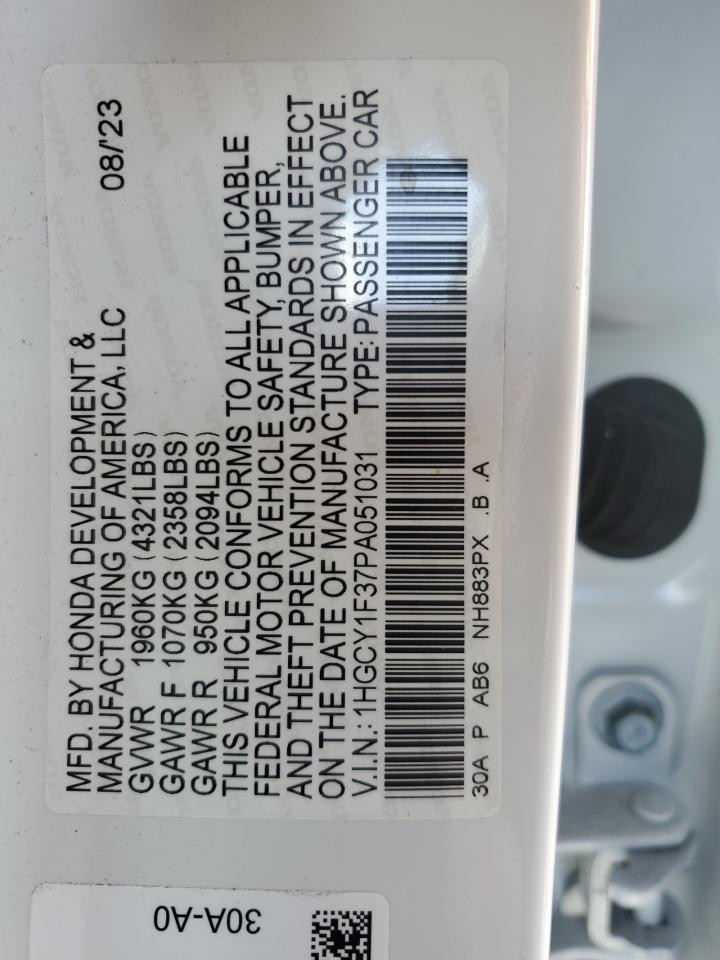 MFD. BY HONDA DEVELOPMENT &
MANUFACTURING OF AMERICA, LLC 08/'23
GVWR 1960KG (4321LBS)
GAWR F 1070KG (2358LBS)
GAWR R 950KG (2094LBS)
THIS VEHICLE CONFORMS TO ALL APPLICABLE
FEDERAL MOTOR VEHICLE SAFETY, BUMPER,
AND THEFT PREVENTION STANDARDS IN EFFECT
ON THE DATE OF MANUFACTURE SHOWN ABOVE.
V.I.N.: 1HGCY1F37PA051031 TYPE: PASSENGER CAR
30A P AB6 NH883PX .B .A
30A-A0